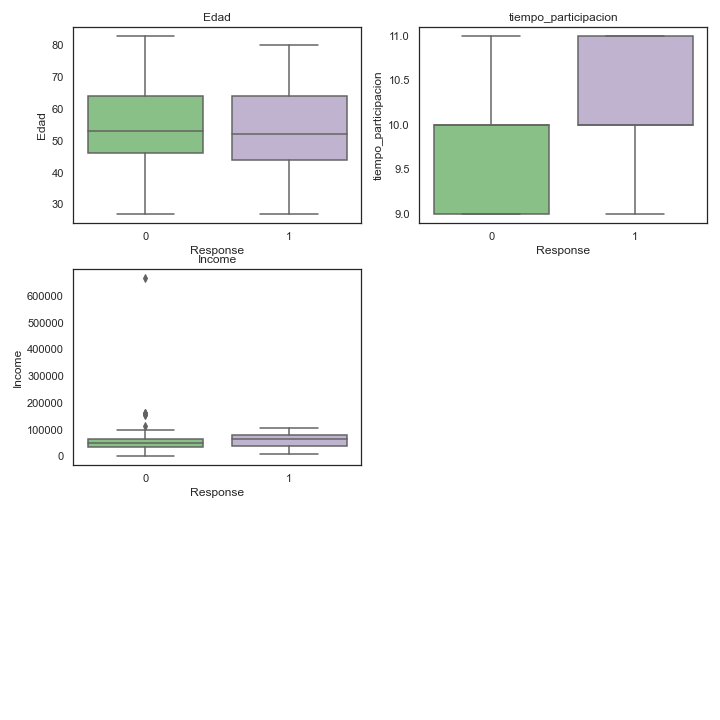 Edad
80
70
60
50
40
30
Edad
0
1
Response
tiempo_participacion
11.0
10.5
10.0
9.5
9.0
tiempo_participacion
0
1
Response
Income
600000
500000
400000
300000
200000
100000
0
Income
0
1
Response